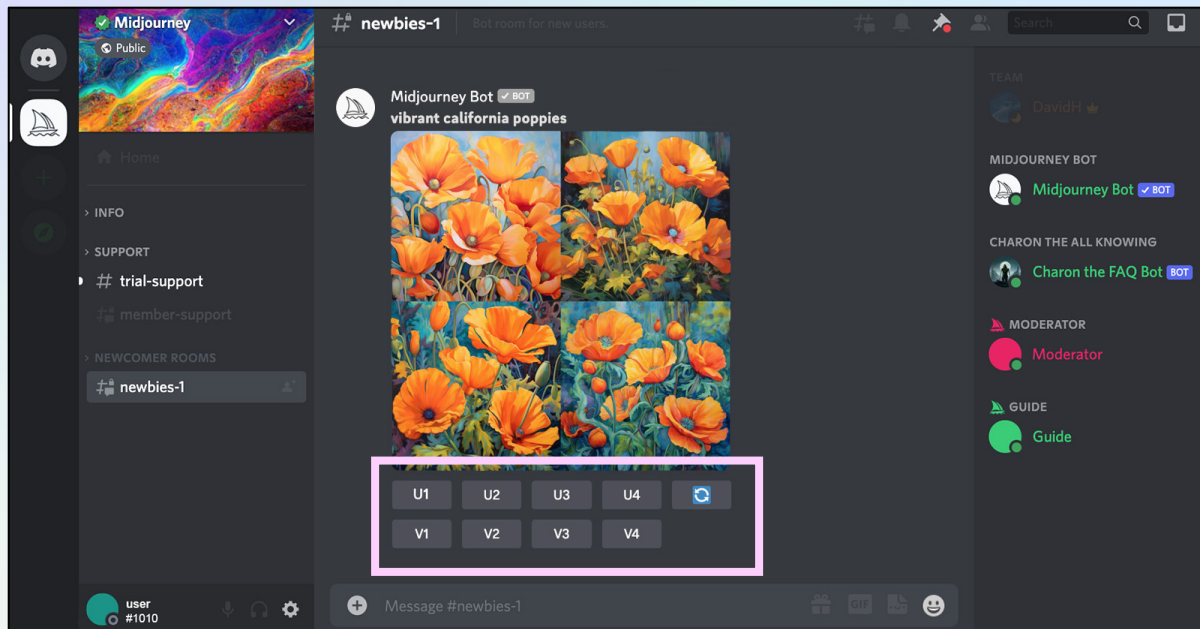 Midjourney
Public
Home
INFO
SUPPORT
trial-support
member-support
NEWCOMER ROOMS
newbies-1
user
#1010
newbies-1
Bot room for new users.
Search
Midjourney Bot ✓ BOT
vibrant california poppies
U1 U2 U3 U4
V1 V2 V3 V4
Message #newbies-1
GIF
TEAM
DavidH
MIDJOURNEY BOT
Midjourney Bot ✓ BOT
CHARON THE ALL KNOWING
Charon the FAQ Bot BOT
MODERATOR
Moderator
GUIDE
Guide